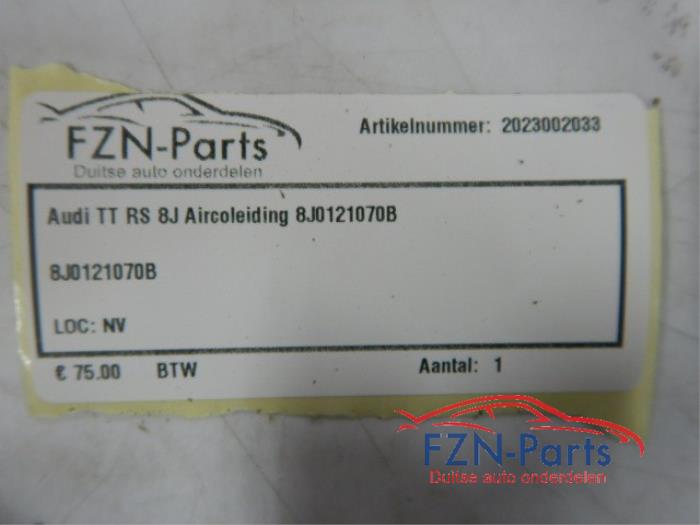 FZN-Parts
Duitse auto onderdelen
Artikelnummer: 2023002033
Audi TT RS 8J Aircoleiding 8J0121070B
8J0121070B
LOC: NV
€ 75.00 BTW Aantal: 1
FZN-Parts
Duitse auto onderdelen